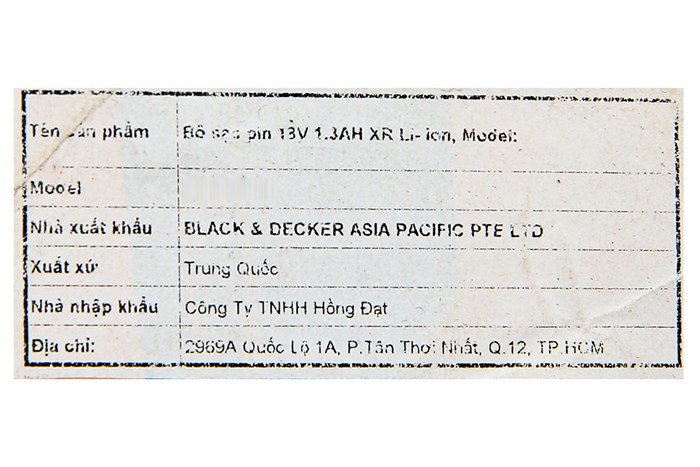 Tên sản phẩm Bộ sạc pin 18V 1.3AH XR Li- ion, Model:
Model
Nhà xuất khẩu BLACK & DECKER ASIA PACIFIC PTE LTD
Xuất xứ Trung Quốc
Nhà nhập khẩu Công Ty TNHH Hồng Đạt
Địa chỉ: 2969A Quốc Lộ 1A, P.Tân Thới Nhất, Q.12, TP.HCM